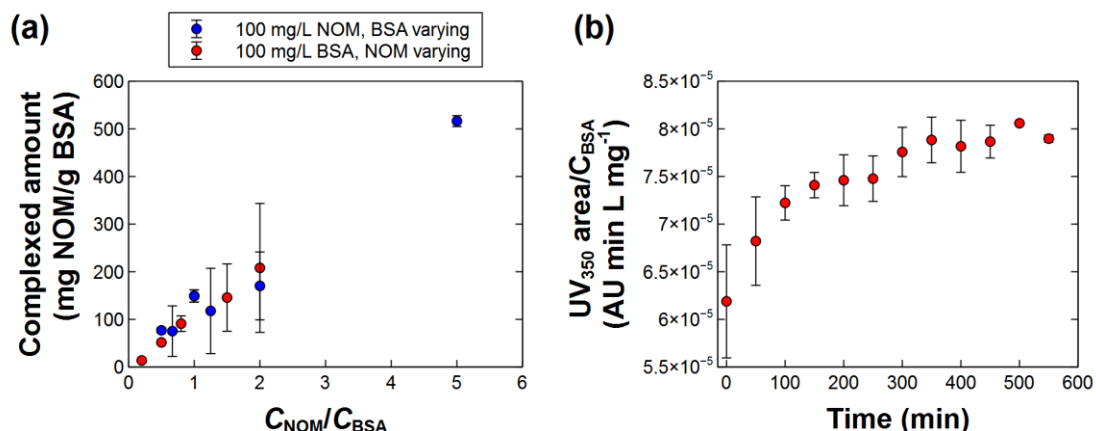 (a)
100 mg/L NOM, BSA varying
100 mg/L BSA, NOM varying
Complexed amount
(mg NOM/g BSA)
600
500
400
300
200
100
0
0 1 2 3 4 5 6
C_NOM/C_BSA
(b)
UV₃₅₀ area/C_BSA
(AU min L mg⁻¹)
8.5×10⁻⁵
8×10⁻⁵
7.5×10⁻⁵
7×10⁻⁵
6.5×10⁻⁵
6×10⁻⁵
5.5×10⁻⁵
0 100 200 300 400 500 600
Time (min)